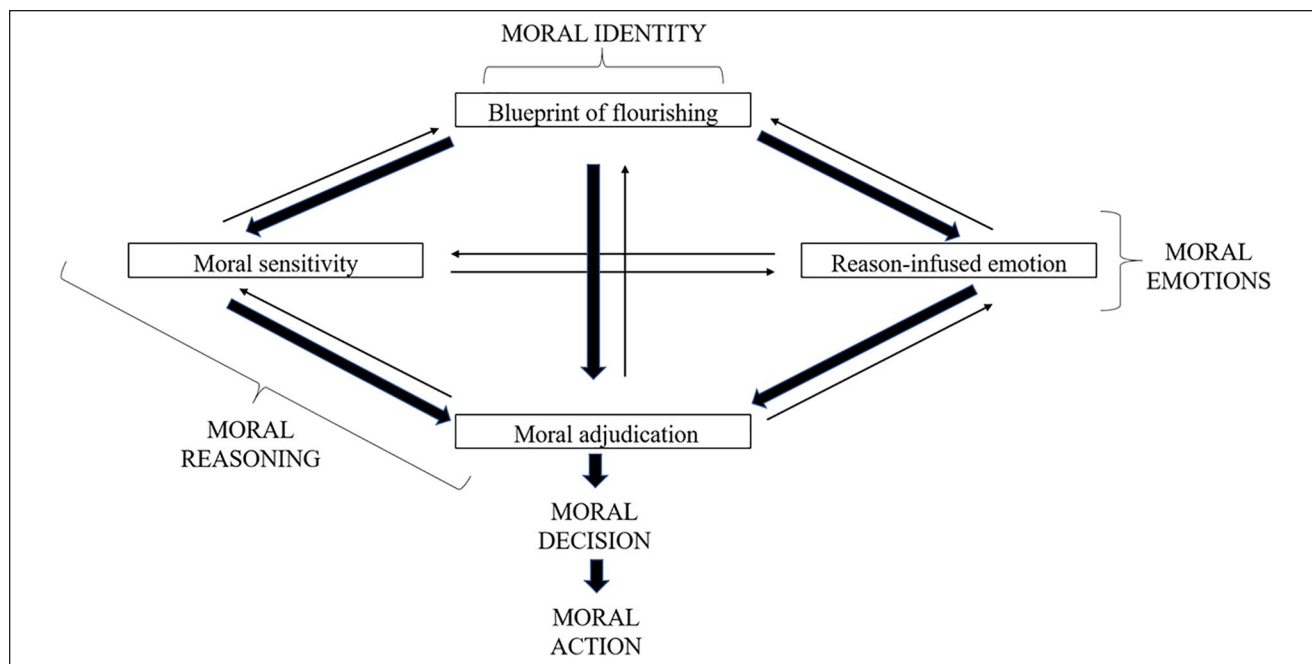 MORAL IDENTITY
Blueprint of flourishing
Moral sensitivity
Reason-infused emotion
MORAL
EMOTIONS
MORAL
REASONING
Moral adjudication
MORAL
DECISION
MORAL
ACTION